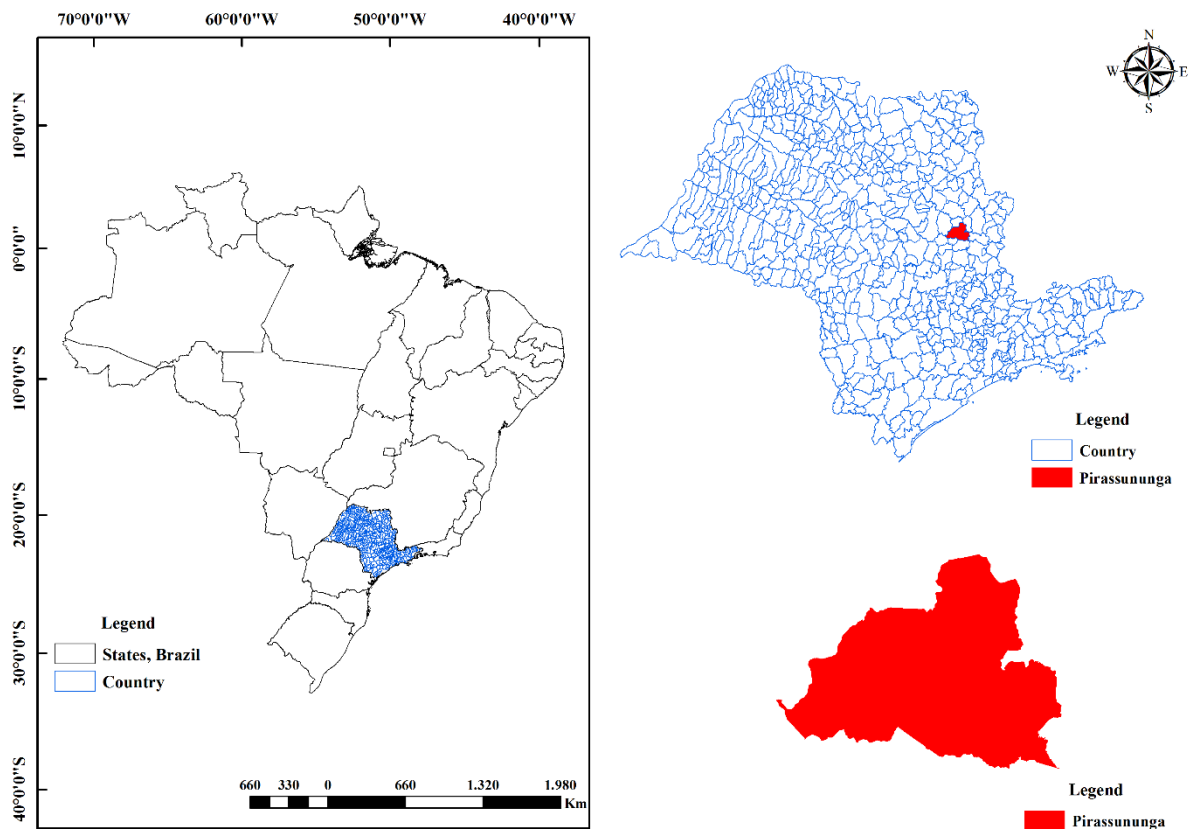 70°0'0"W 60°0'0"W 50°0'0"W 40°0'0"W
10°0'0"N
0°0'0"
10°0'0"S
20°0'0"S
30°0'0"S
40°0'0"S
Legend
States, Brazil
Country
660 330 0 660 1.320 1.980
Km
N
W E
S
Legend
Country
Pirassununga
Legend
Pirassununga